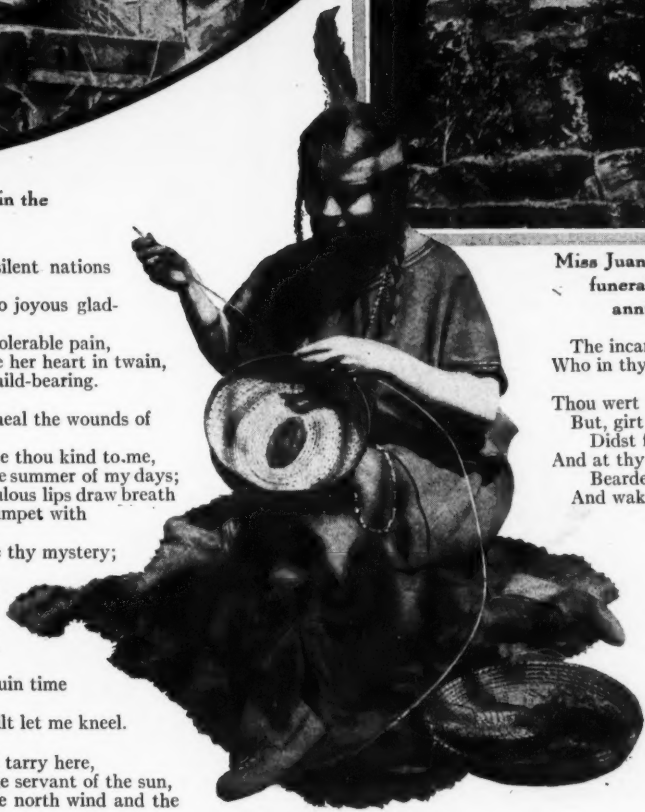 in the
silent nations
o joyous glad-
olerable pain,
e her heart in twain,
ild-bearing.
heal the wounds of
e thou kind to me,
e summer of my days;
ulous lips draw breath
umpet with
thy mystery;
uin time
lt let me kneel.
tarry here,
e servant of the sun,
e north wind and the
Miss Juan
funera
ann
The incar
Who in thy
Thou wert
But, girt
Didst f
And at thy
Bearde
And wak